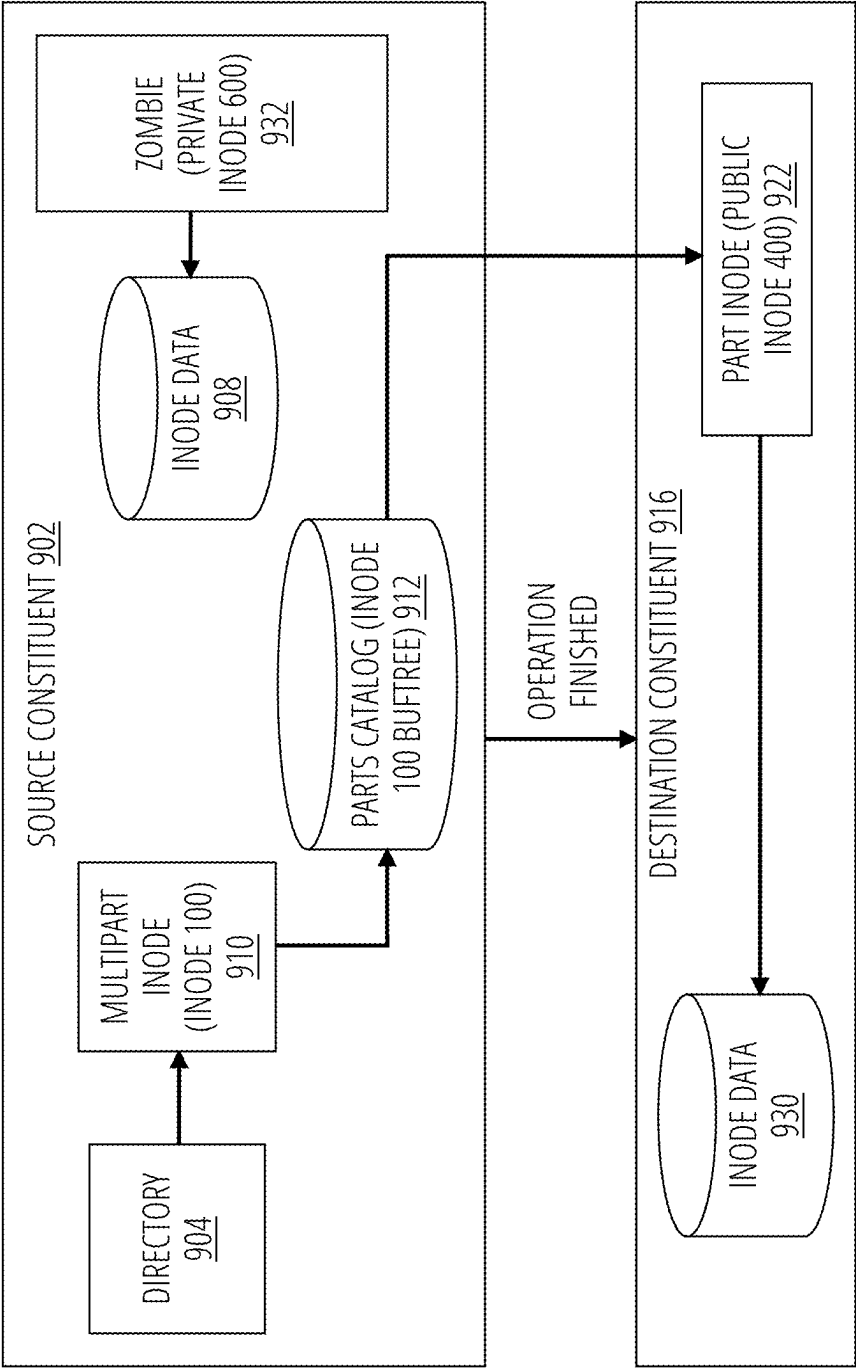 SOURCE CONSTITUENT 902
DIRECTORY
904
MULTIPART
INODE
(INODE 100)
910
PARTS CATALOG (INODE
100 BUFTREE) 912
INODE DATA
908
ZOMBIE
(PRIVATE
INODE 600)
932
OPERATION
FINISHED
DESTINATION CONSTITUENT 916
INODE DATA
930
PART INODE (PUBLIC
INODE 400) 922